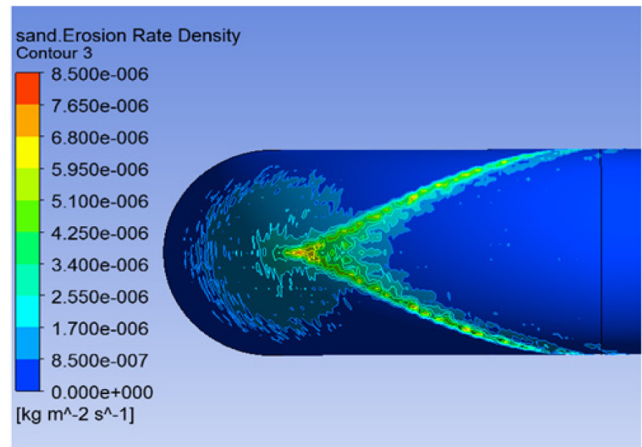 sand.Erosion Rate Density
Contour 3
8.500e-006
7.650e-006
6.800e-006
5.950e-006
5.100e-006
4.250e-006
3.400e-006
2.550e-006
1.700e-006
8.500e-007
0.000e+000
[kg m^-2 s^-1]